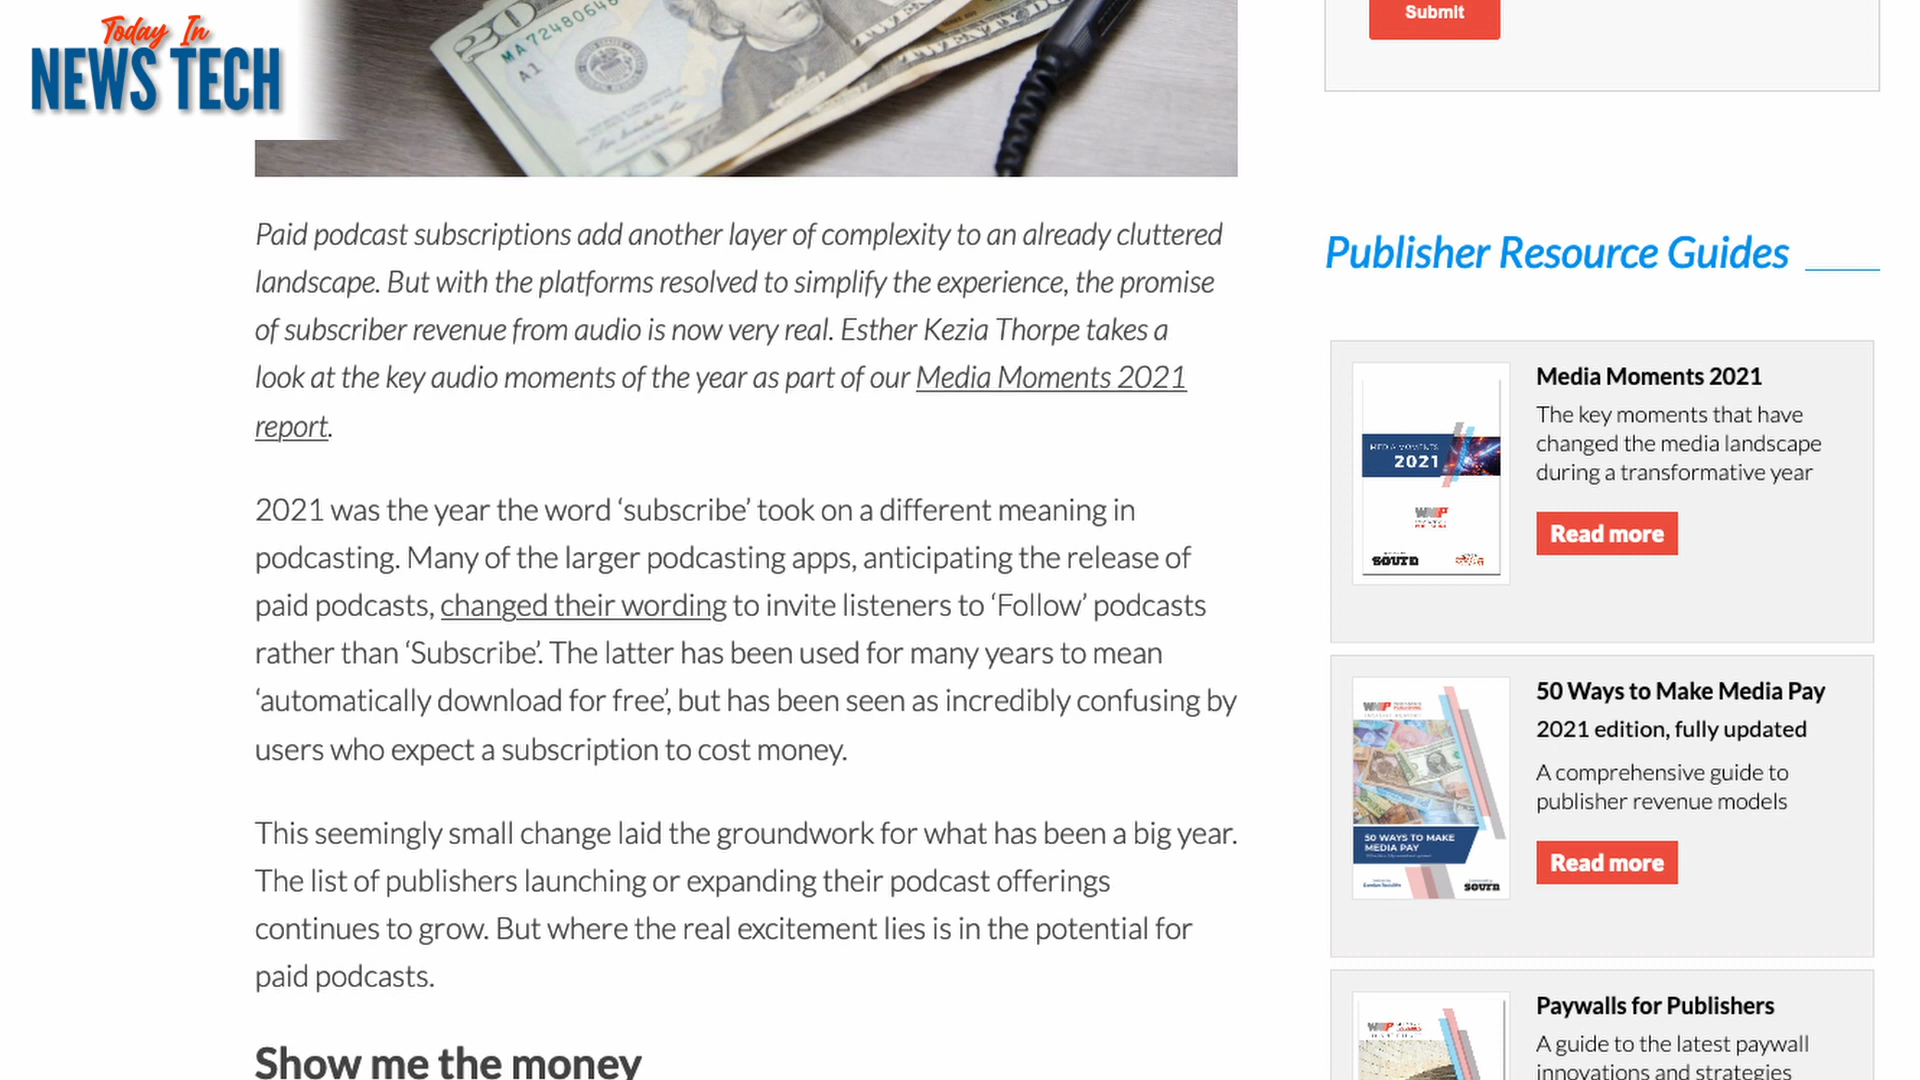 Today In
NEWS TECH
20
MA72480648
A1
Submit
Paid podcast subscriptions add another layer of complexity to an already cluttered
landscape. But with the platforms resolved to simplify the experience, the promise
of subscriber revenue from audio is now very real. Esther Kezia Thorpe takes a
look at the key audio moments of the year as part of our Media Moments 2021
report.
2021 was the year the word ‘subscribe’ took on a different meaning in
podcasting. Many of the larger podcasting apps, anticipating the release of
paid podcasts, changed their wording to invite listeners to ‘Follow’ podcasts
rather than ‘Subscribe’. The latter has been used for many years to mean
‘automatically download for free’, but has been seen as incredibly confusing by
users who expect a subscription to cost money.
This seemingly small change laid the groundwork for what has been a big year.
The list of publishers launching or expanding their podcast offerings
continues to grow. But where the real excitement lies is in the potential for
paid podcasts.
Show me the money
Publisher Resource Guides
MEDIA MOMENTS
2021
Media Moments 2021
The key moments that have
changed the media landscape
during a transformative year
Read more
50 WAYS TO MAKE
MEDIA PAY
50 Ways to Make Media Pay
2021 edition, fully updated
A comprehensive guide to
publisher revenue models
Read more
Paywalls for Publishers
A guide to the latest paywall
innovations and strategies